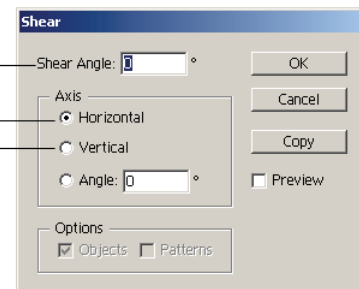 Shear
Shear Angle: 0 °
OK
Axis
Cancel
Horizontal
Vertical
Copy
Angle: 0 °
Preview
Options
Objects Patterns